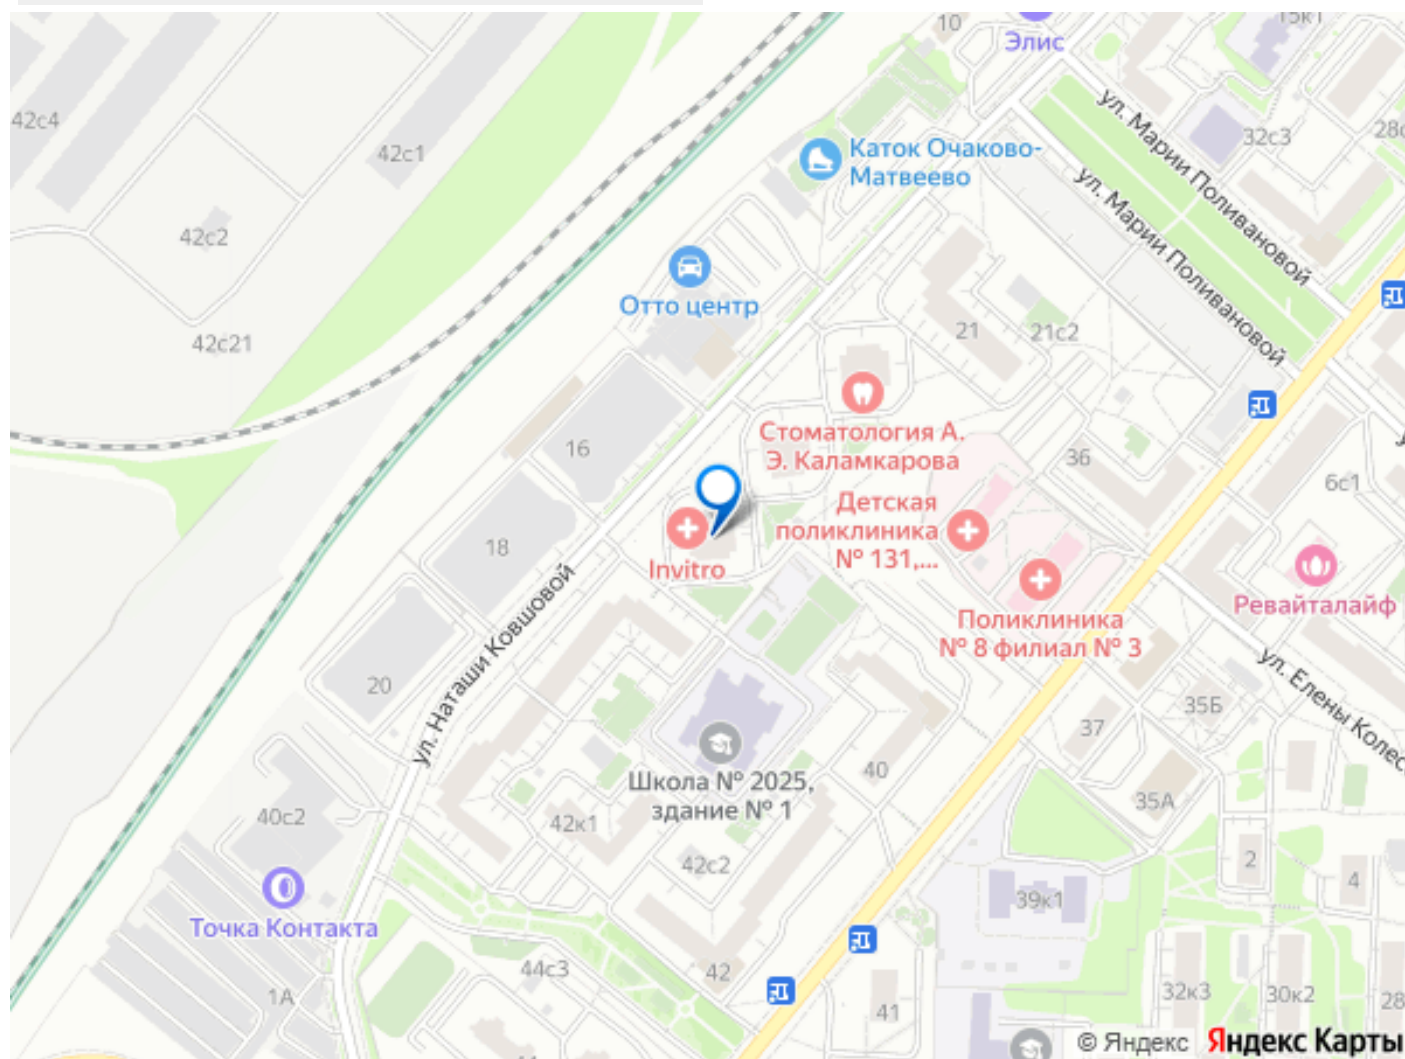 10
Элис
15к1
42с4
42с1
Каток Очаково-
Матвеево
ул. Марии Поливановой
32с3
ул. Марии Поливановой
42с2
Отто центр
42с21
21
21с2
Стоматология А.
Э. Каламкарова
16
36
6с1
Детская
поликлиника
№ 131,...
18
Invitro
Ревайталайф
Поликлиника
№ 8 филиал № 3
ул. Наташи Ковшовой
20
ул. Елены Колес
35Б
37
Школа № 2025,
здание № 1
40
35А
40с2
42к1
42с2
2
4
39к1
Точка Контакта
44с3
42
1А
41
32к3
30к2
28
© Яндекс Яндекс Карты